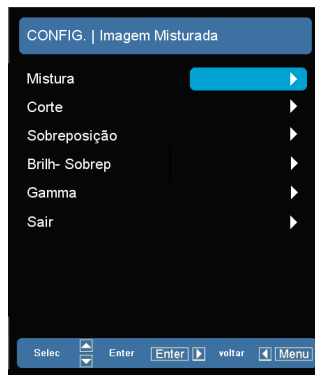 CONFIG. | Imagem Misturada
Mistura
Corte
Sobreposição
Brilh- Sobrep
Gamma
Sair
Selec Enter Enter voltar Menu